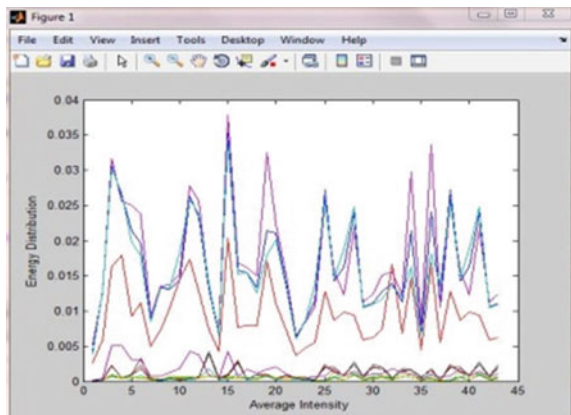 Figure 1
File Edit View Insert Tools Desktop Window Help
0.04
0.035
0.03
0.025
0.02
0.015
0.01
0.005
0
Energy Distribution
0 5 10 15 20 25 30 35 40 45
Average Intensity